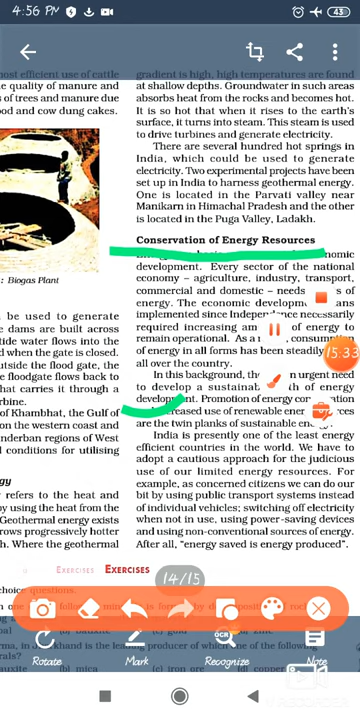 4:56 PM
43
most efficient use of cattle
e quality of manure and
s of trees and manure due
ood and cow dung cakes.
: Biogas Plant
n be used to generate
e dams are built across
tide water flows into the
d when the gate is closed.
utside the flood gate, the
e floodgate flows back to
hat carries it through a
rbine.
of Khambhat, the Gulf of
on the western coast and
nderban regions of West
l conditions for utilising
gy
refers to the heat and
by using the heat from the
Geothermal energy exists
rows progressively hotter
h. Where the geothermal
gradient is high, high temperatures are found
at shallow depths. Groundwater in such areas
absorbs heat from the rocks and becomes hot.
It is so hot that when it rises to the earth's
surface, it turns into steam. This steam is used
to drive turbines and generate electricity.
There are several hundred hot springs in
India, which could be used to generate
electricity. Two experimental projects have been
set up in India to harness geothermal energy.
One is located in the Parvati valley near
Manikarn in Himachal Pradesh and the other
is located in the Puga Valley, Ladakh.
Conservation of Energy Resources
nomic
development. Every sector of the national
economy – agriculture, industry, transport,
commercial and domestic – needs s of
energy. The economic developm ans
implemented since Independence necessarily
required increasing am of energy to
remain operational. As a consumption
of energy in all forms has been steadily
all over the country.
In this background, the n urgent need
to develop a sustainab th of energy
development. Promotion of energy con ation
creased use of renewable ener rces
are the twin planks of sustainable energy.
India is presently one of the least energy
efficient countries in the world. We have to
adopt a cautious approach for the judicious
use of our limited energy resources. For
example, as concerned citizens we can do our
bit by using public transport systems instead
of individual vehicles; switching off electricity
when not in use, using power-saving devices
and using non-conventional sources of energy.
After all, “energy saved is energy produced”.
15:33
EXERCISES EXERCISES
14/15
choice questions.
OCR
Rotate Mark Recognize Note